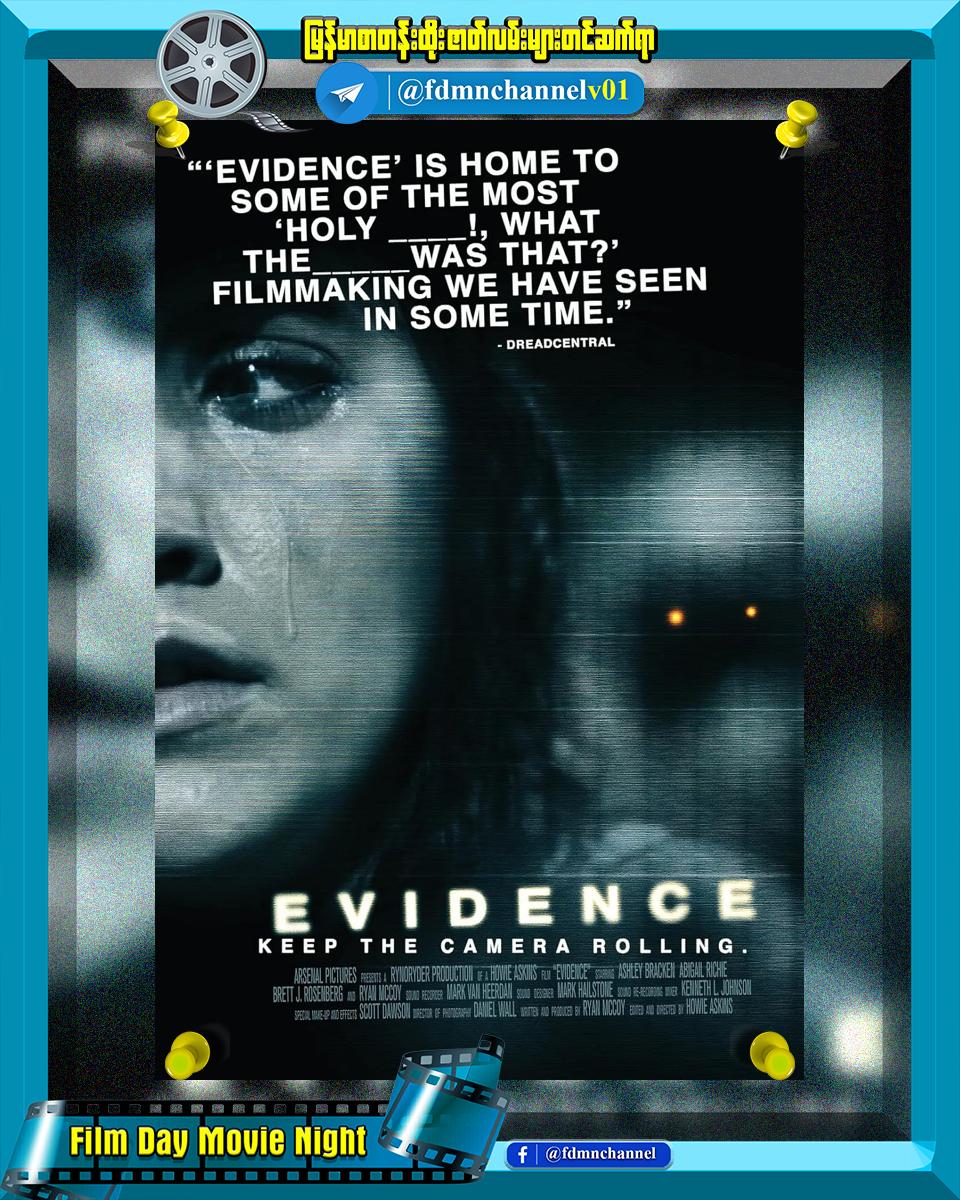 မြန်မာစာတန်းထိုးဇာတ်လမ်းများတင်ဆက်ရာ
@fdmnchannelv01
“‘EVIDENCE’ IS HOME TO
SOME OF THE MOST
‘HOLY ____!, WHAT
THE_____WAS THAT?’
FILMMAKING WE HAVE SEEN
IN SOME TIME.”
- DREADCENTRAL
EVIDENCE
KEEP THE CAMERA ROLLING.
ARSENAL PICTURES PRESENTS A RYNORYDER PRODUCTION OF A HOWIE ASKINS FILM "EVIDENCE" STARRING ASHLEY BRACKEN ABIGAIL RICHIE
BRETT J. ROSENBERG AND RYAN MCCOY SOUND RECORDER MARK VAN HEERDAN SOUND DESIGNER MARK HAILSTONE SOUND RE-RECORDING MIXER KENNETH L. JOHNSON
SPECIAL MAKE-UP AND EFFECTS SCOTT DAWSON DIRECTOR OF PHOTOGRAPHY DANIEL WALL WRITTEN AND PRODUCED BY RYAN MCCOY EDITED AND DIRECTED BY HOWIE ASKINS
Film Day Movie Night
@fdmnchannel